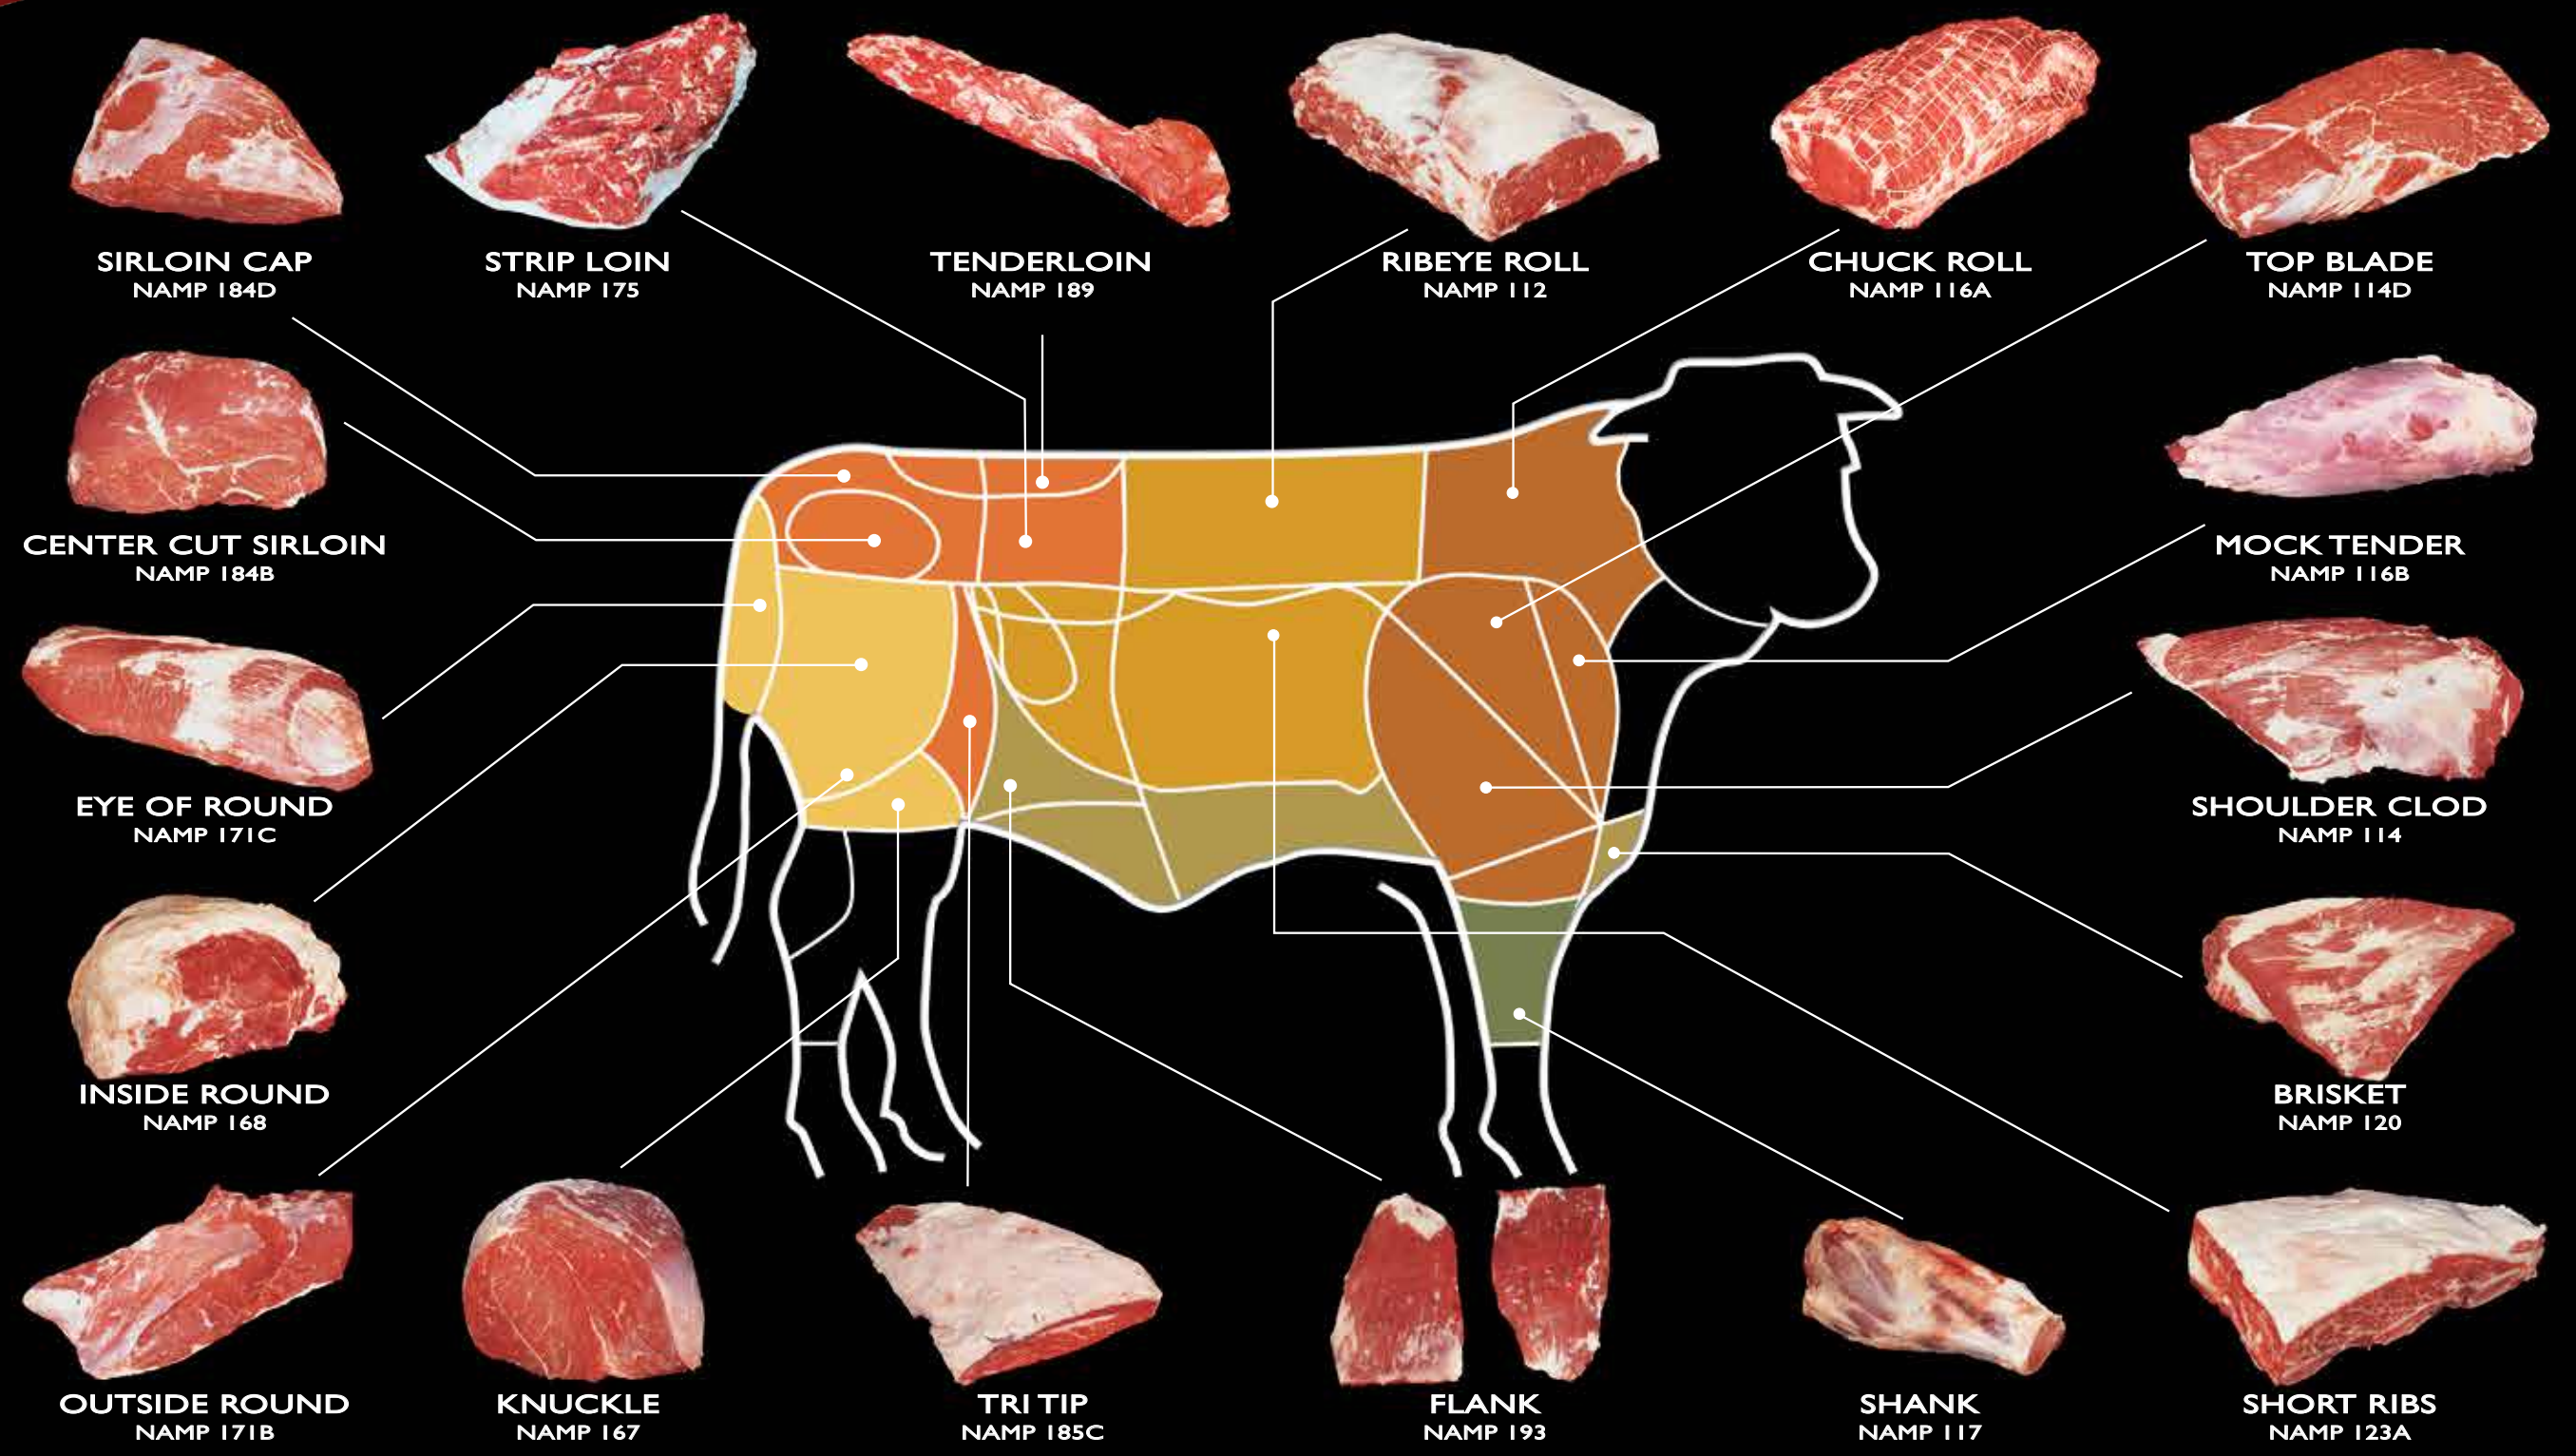 SIRLOIN CAP
NAMP 184D
STRIP LOIN
NAMP 175
TENDERLOIN
NAMP 189
RIBEYE ROLL
NAMP 112
CHUCK ROLL
NAMP 116A
TOP BLADE
NAMP 114D
CENTER CUT SIRLOIN
NAMP 184B
MOCK TENDER
NAMP 116B
EYE OF ROUND
NAMP 171C
SHOULDER CLOD
NAMP 114
INSIDE ROUND
NAMP 168
BRISKET
NAMP 120
OUTSIDE ROUND
NAMP 171B
KNUCKLE
NAMP 167
TRI TIP
NAMP 185C
FLANK
NAMP 193
SHANK
NAMP 117
SHORT RIBS
NAMP 123A